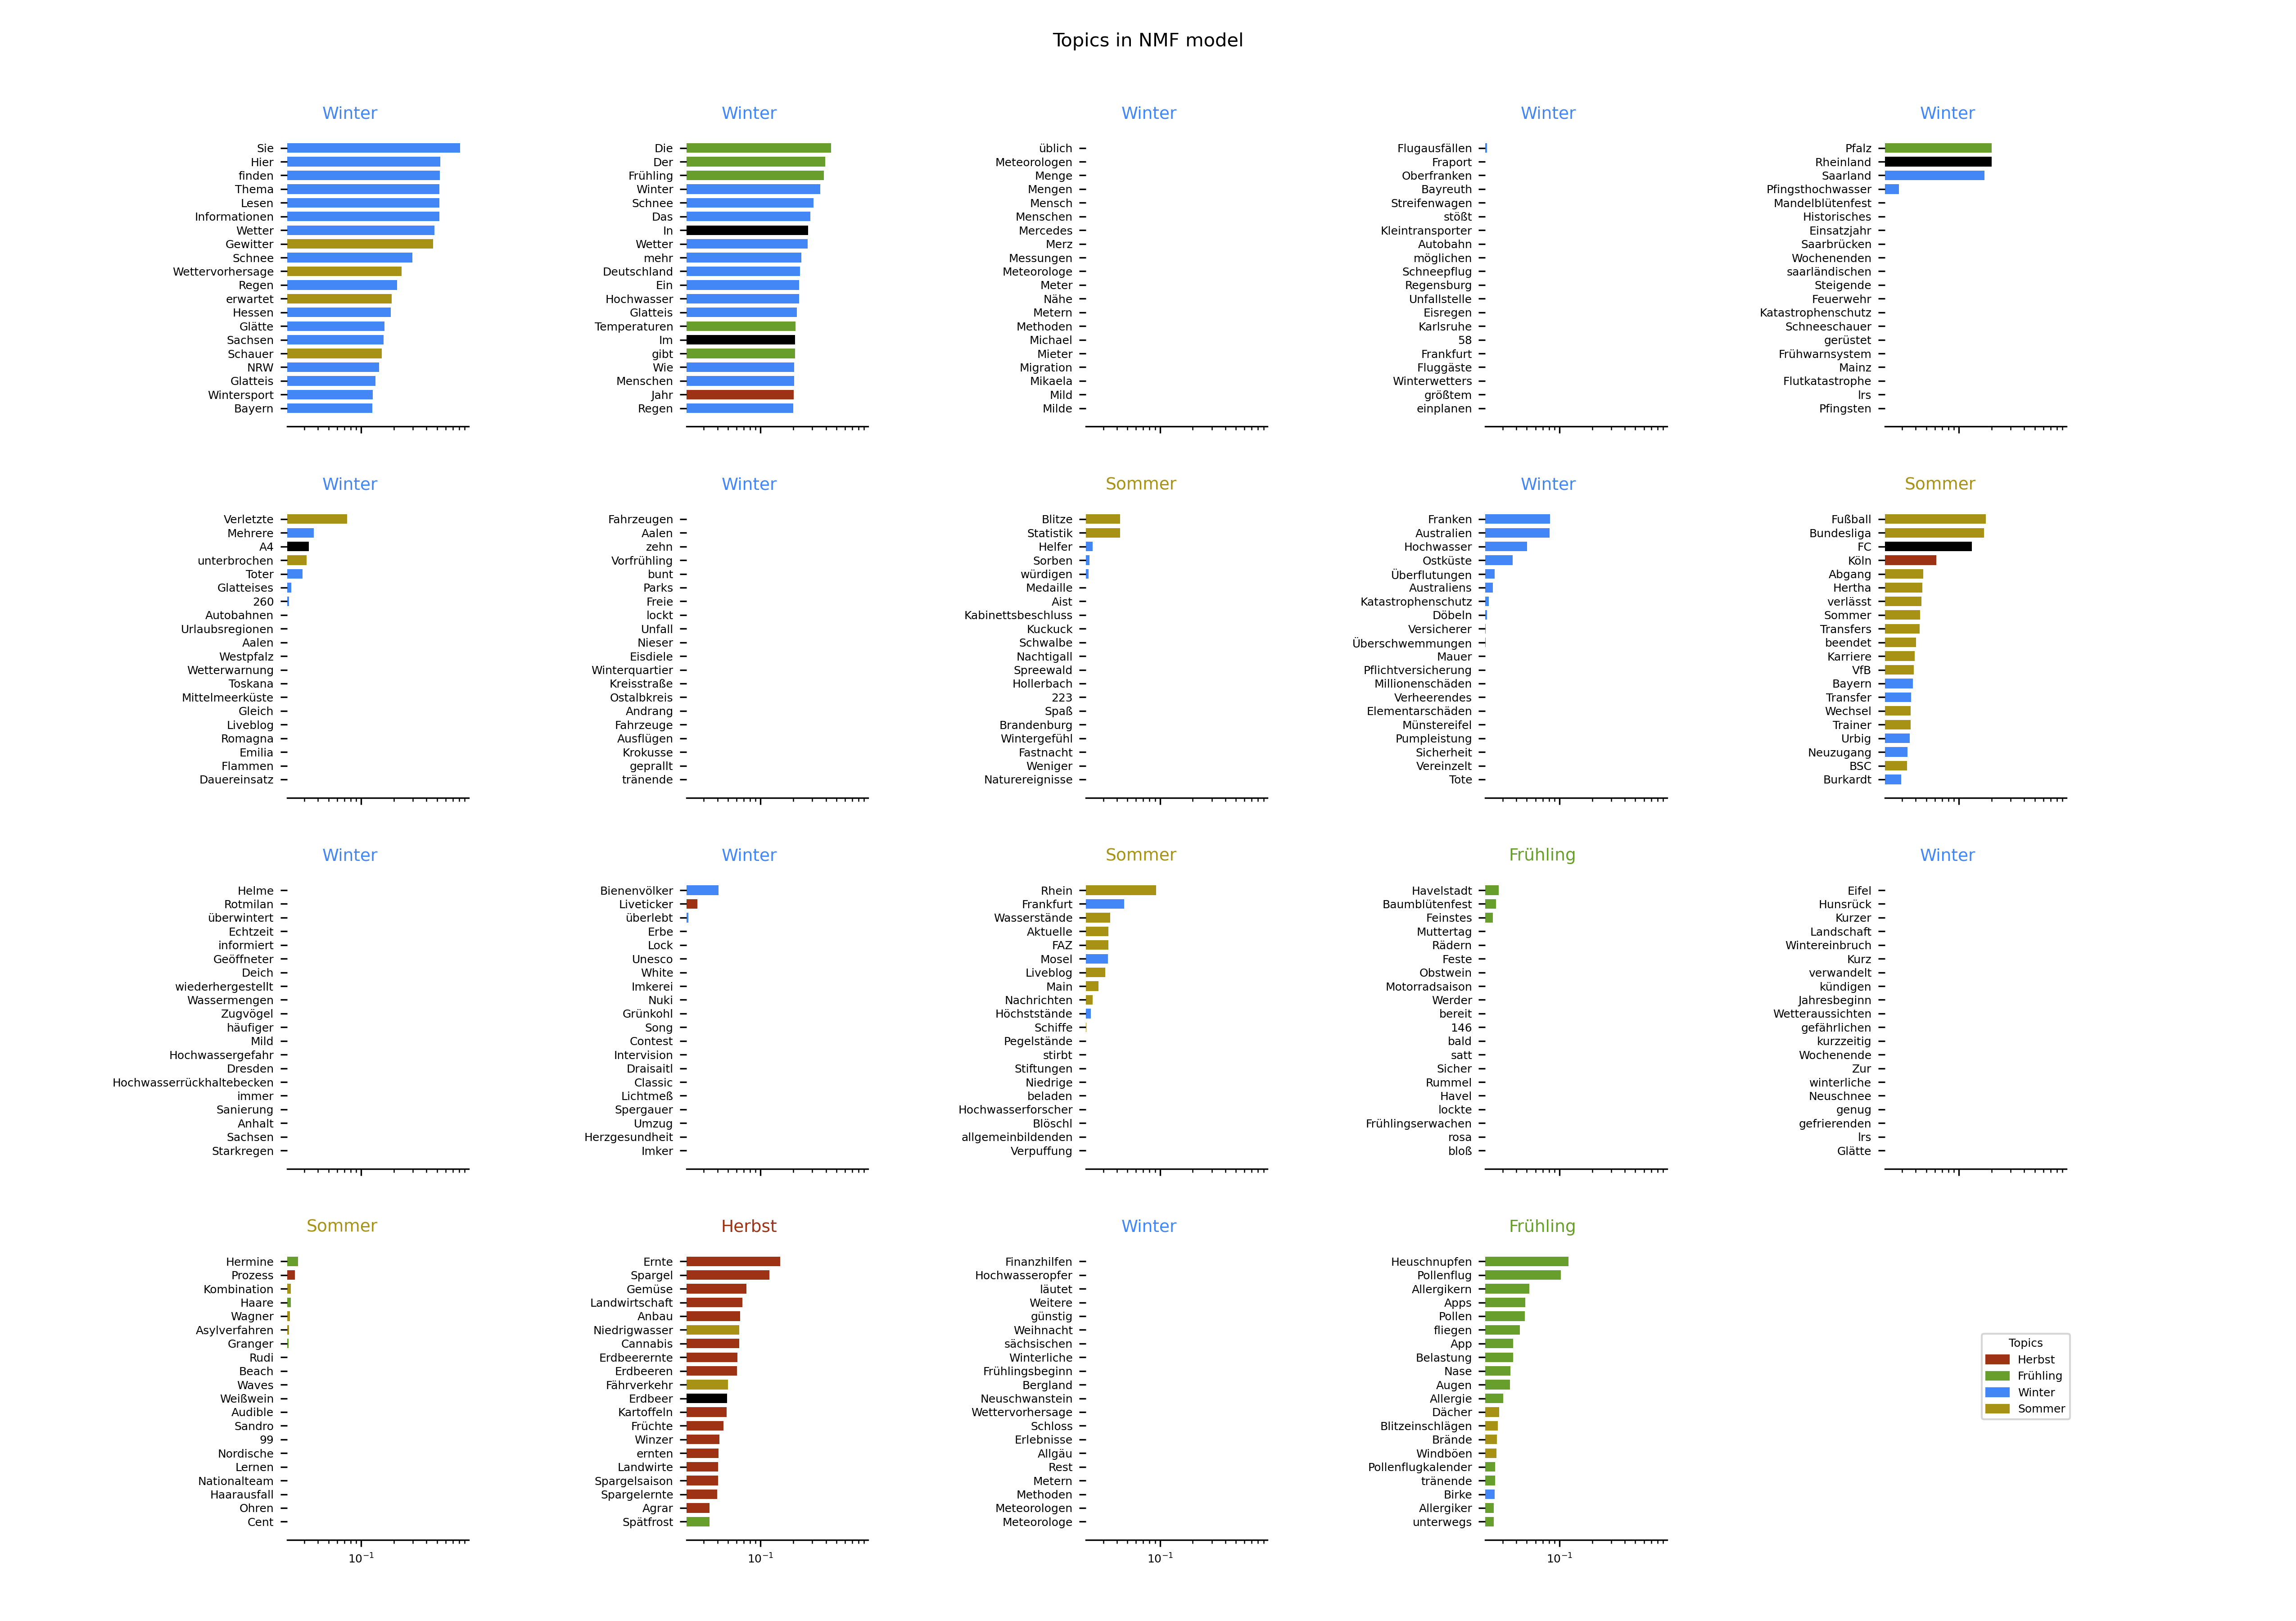 Topics in NMF model
Winter
Sie
Hier
finden
Thema
Lesen
Informationen
Wetter
Gewitter
Schnee
Wettervorhersage
Regen
erwartet
Hessen
Glätte
Sachsen
Schauer
NRW
Glatteis
Wintersport
Bayern
Winter
Die
Der
Frühling
Winter
Schnee
Das
In
Wetter
mehr
Deutschland
Ein
Hochwasser
Glatteis
Temperaturen
Im
gibt
Wie
Menschen
Jahr
Regen
Winter
üblich
Meteorologen
Menge
Mengen
Mensch
Menschen
Mercedes
Merz
Messungen
Meteorologe
Meter
Nähe
Metern
Methoden
Michael
Mieter
Migration
Mikaela
Mild
Milde
Winter
Flugausfällen
Fraport
Oberfranken
Bayreuth
Streifenwagen
stößt
Kleintransporter
Autobahn
möglichen
Schneepflug
Regensburg
Unfallstelle
Eisregen
Karlsruhe
58
Frankfurt
Fluggäste
Winterwetters
größtem
einplanen
Winter
Pfalz
Rheinland
Saarland
Pfingsthochwasser
Mandelblütenfest
Historisches
Einsatzjahr
Saarbrücken
Wochenenden
saarländischen
Steigende
Feuerwehr
Katastrophenschutz
Schneeschauer
gerüstet
Frühwarnsystem
Mainz
Flutkatastrophe
Irs
Pfingsten
Winter
Verletzte
Mehrere
A4
unterbrochen
Toter
Glatteises
260
Autobahnen
Urlaubsregionen
Aalen
Westpfalz
Wetterwarnung
Toskana
Mittelmeerküste
Gleich
Liveblog
Romagna
Emilia
Flammen
Dauereinsatz
Winter
Fahrzeugen
Aalen
zehn
Vorfrühling
bunt
Parks
Freie
lockt
Unfall
Nieser
Eisdiele
Winterquartier
Kreisstraße
Ostalbkreis
Andrang
Fahrzeuge
Ausflügen
Krokusse
geprallt
tränende
Sommer
Blitze
Statistik
Helfer
Sorben
würdigen
Medaille
Aist
Kabinettsbeschluss
Kuckuck
Schwalbe
Nachtigall
Spreewald
Hollerbach
223
Spaß
Brandenburg
Wintergefühl
Fastnacht
Weniger
Naturereignisse
Winter
Franken
Australien
Hochwasser
Ostküste
Überflutungen
Australiens
Katastrophenschutz
Döbeln
Versicherer
Überschwemmungen
Mauer
Pflichtversicherung
Millionenschäden
Verheerendes
Elementarschäden
Münstereifel
Pumpleistung
Sicherheit
Vereinzelt
Tote
Sommer
Fußball
Bundesliga
FC
Köln
Abgang
Hertha
verlässt
Sommer
Transfers
beendet
Karriere
VfB
Bayern
Transfer
Wechsel
Trainer
Urbig
Neuzugang
BSC
Burkardt
Winter
Helme
Rotmilan
überwintert
Echtzeit
informiert
Geöffneter
Deich
wiederhergestellt
Wassermengen
Zugvögel
häufiger
Mild
Hochwassergefahr
Dresden
Hochwasserrückhaltebecken
immer
Sanierung
Anhalt
Sachsen
Starkregen
Winter
Bienenvölker
Liveticker
überlebt
Erbe
Lock
Unesco
White
Imkerei
Nuki
Grünkohl
Song
Contest
Intervision
Draisaitl
Classic
Lichtmeß
Spergauer
Umzug
Herzgesundheit
Imker
Sommer
Rhein
Frankfurt
Wasserstände
Aktuelle
FAZ
Mosel
Liveblog
Main
Nachrichten
Höchststände
Schiffe
Pegelstände
stirbt
Stiftungen
Niedrige
beladen
Hochwasserforscher
Blöschl
allgemeinbildenden
Verpuffung
Frühling
Havelstadt
Baumblütenfest
Feinstes
Muttertag
Rädern
Feste
Obstwein
Motorradsaison
Werder
bereit
146
bald
satt
Sicher
Rummel
Havel
lockte
Frühlingserwachen
rosa
bloß
Winter
Eifel
Hunsrück
Kurzer
Landschaft
Wintereinbruch
Kurz
verwandelt
kündigen
Jahresbeginn
Wetteraussichten
gefährlichen
kurzzeitig
Wochenende
Zur
winterliche
Neuschnee
genug
gefrierenden
Irs
Glätte
Sommer
Hermine
Prozess
Kombination
Haare
Wagner
Asylverfahren
Granger
Rudi
Beach
Waves
Weißwein
Audible
Sandro
99
Nordische
Lernen
Nationalteam
Haarausfall
Ohren
Cent
10⁻¹
Herbst
Ernte
Spargel
Gemüse
Landwirtschaft
Anbau
Niedrigwasser
Cannabis
Erdbeerernte
Erdbeeren
Fährverkehr
Erdbeer
Kartoffeln
Früchte
Winzer
ernten
Landwirte
Spargelsaison
Spargelernte
Agrar
Spätfrost
10⁻¹
Winter
Finanzhilfen
Hochwasseropfer
läutet
Weitere
günstig
Weihnacht
sächsischen
Winterliche
Frühlingsbeginn
Bergland
Neuschwanstein
Wettervorhersage
Schloss
Erlebnisse
Allgäu
Rest
Metern
Methoden
Meteorologen
Meteorologe
10⁻¹
Frühling
Heuschnupfen
Pollenflug
Allergikern
Apps
Pollen
fliegen
App
Belastung
Nase
Augen
Allergie
Dächer
Blitzeinschlägen
Brände
Windböen
Pollenflugkalender
tränende
Birke
Allergiker
unterwegs
10⁻¹
Topics
Herbst
Frühling
Winter
Sommer